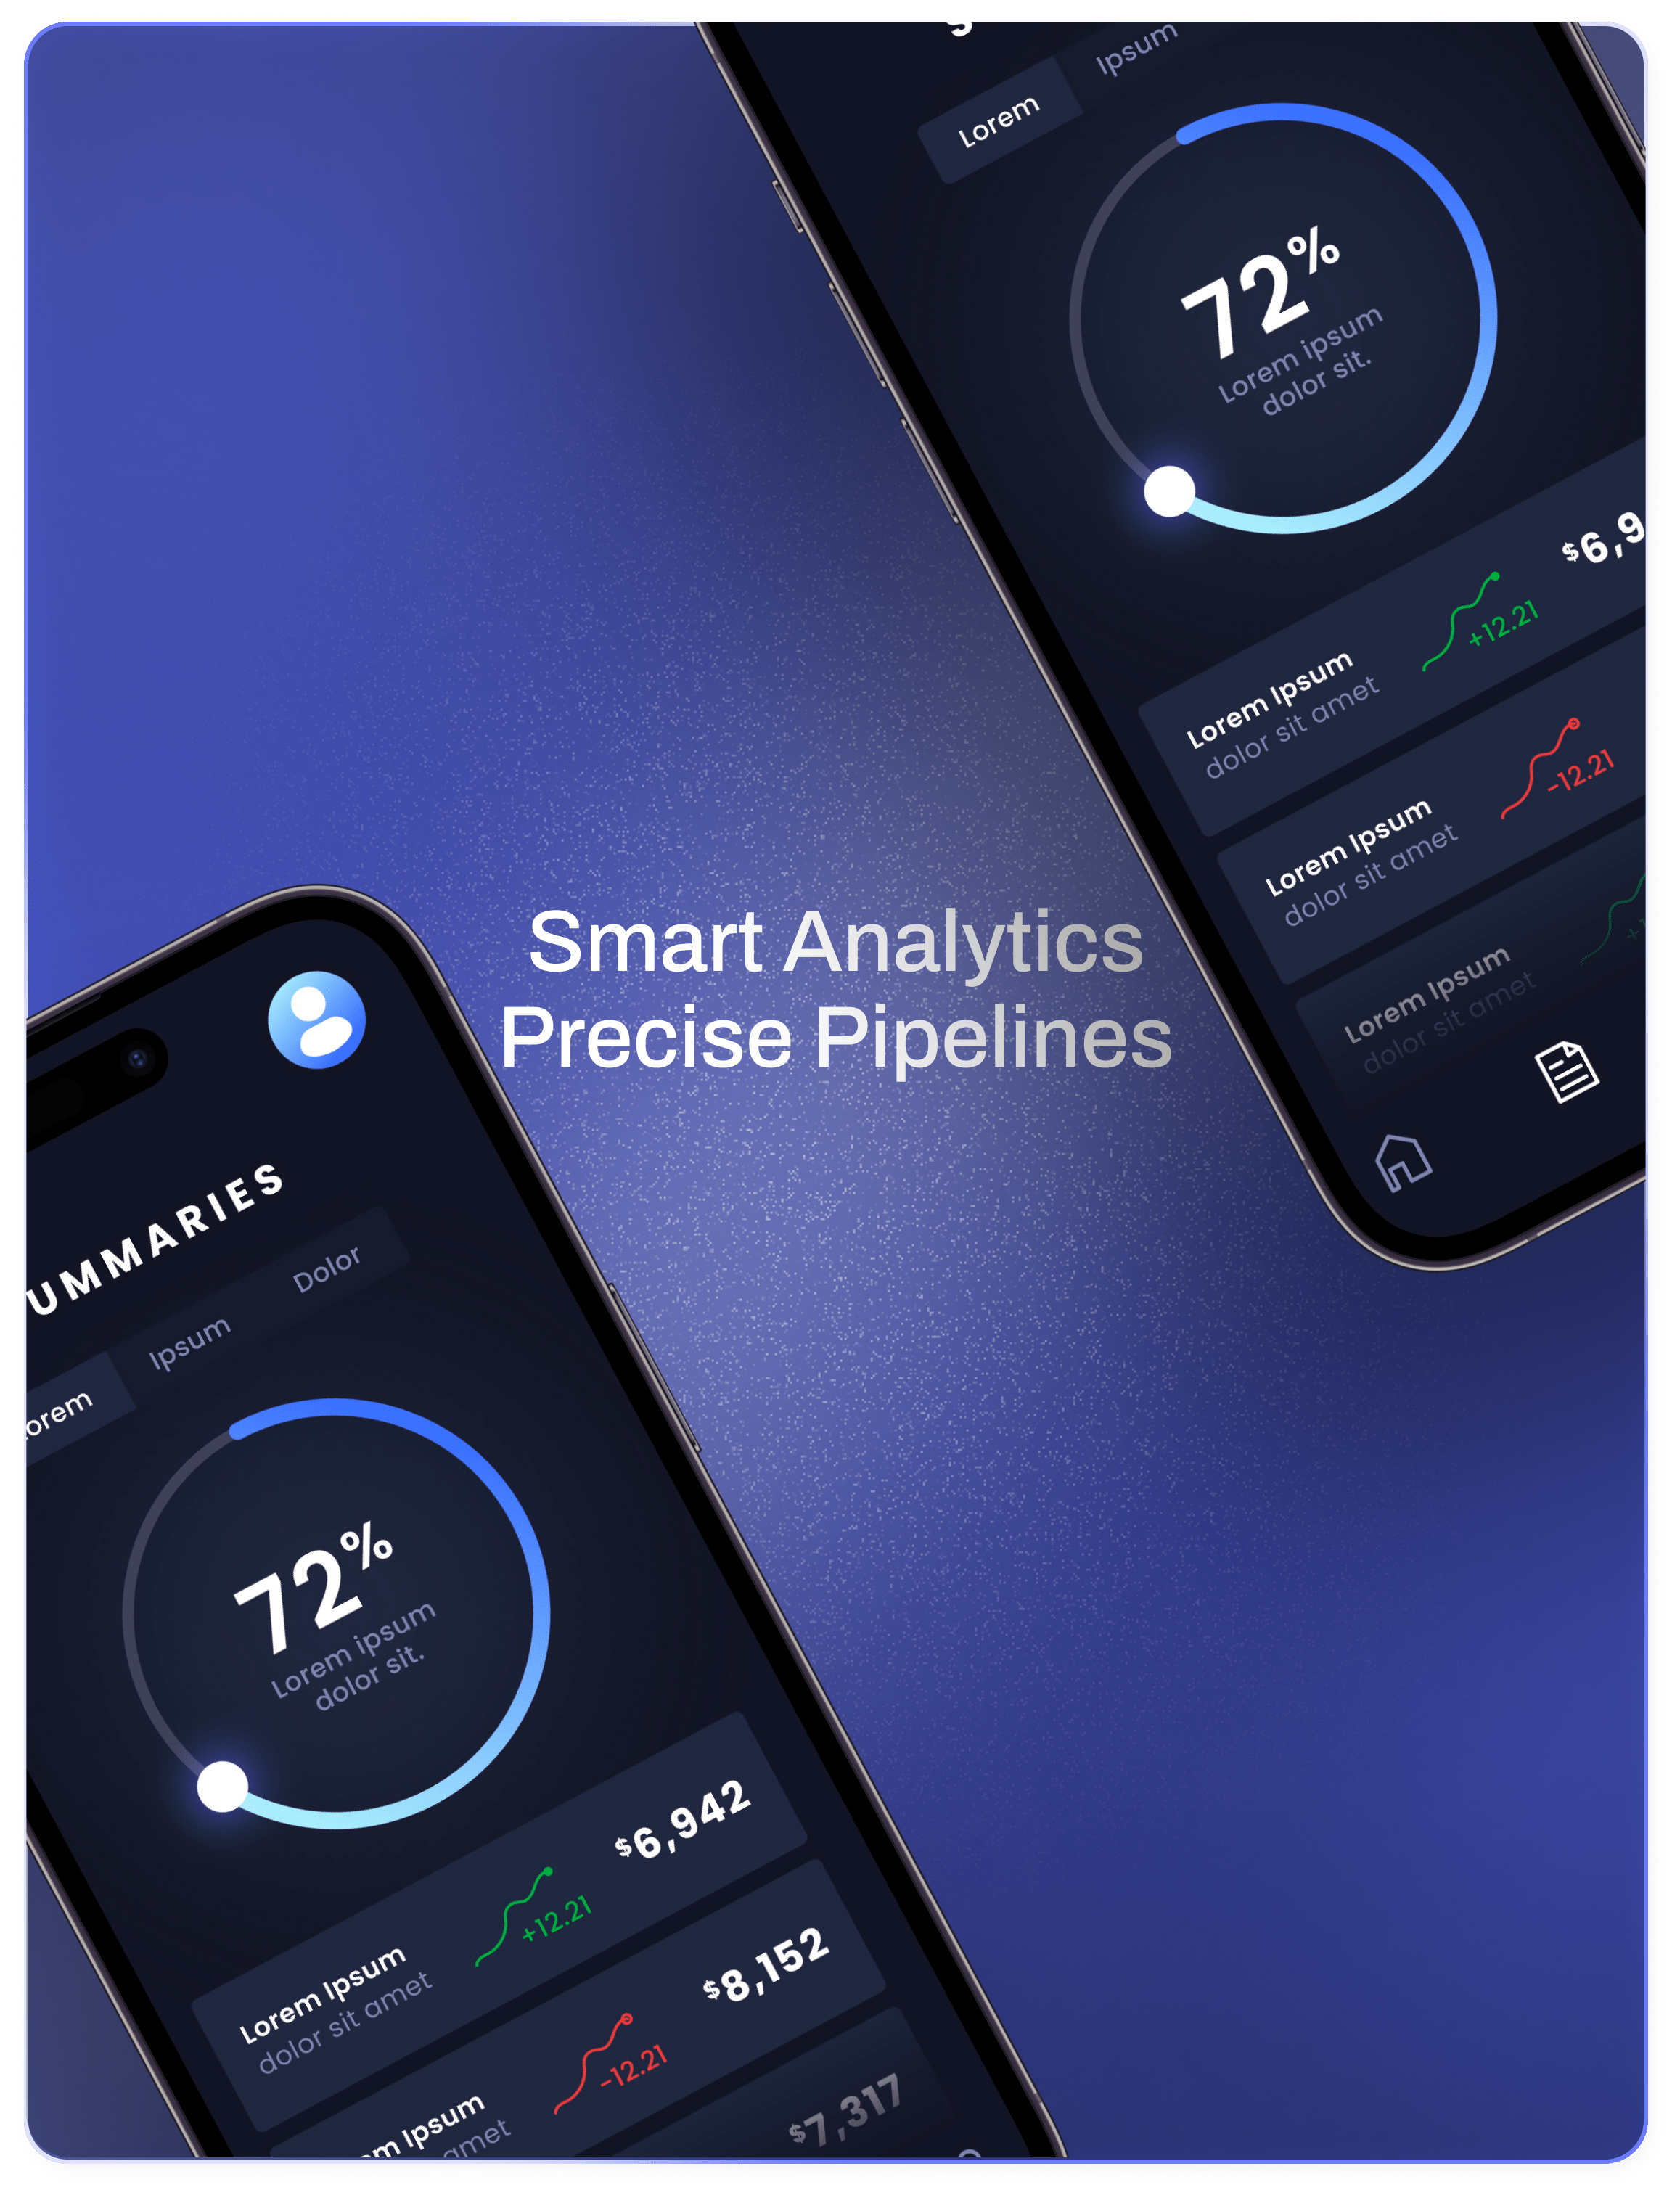 Lorem
Ipsum
72%
Lorem ipsum
dolor sit.
Lorem Ipsum
dolor sit amet
+12.21
$6,9
Lorem Ipsum
dolor sit amet
-12.21
Lorem Ipsum
dolor sit amet
Smart Analytics
Precise Pipelines
UMMARIES
orem
Ipsum
Dolor
72%
Lorem ipsum
dolor sit.
Lorem Ipsum
dolor sit amet
+12.21
$6,942
m Ipsum
amet
-12.21
$8,152
$7,317